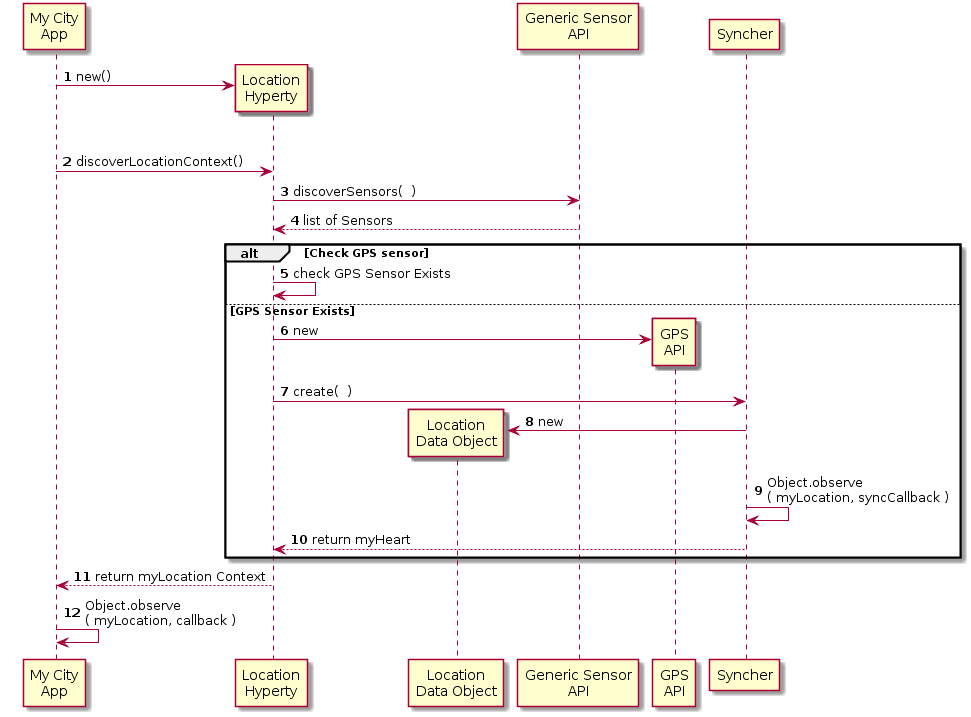 My City
App
Generic Sensor
API
Syncher
1 new()
Location
Hyperty
2 discoverLocationContext()
3 discoverSensors(  )
4 list of Sensors
alt [Check GPS sensor]
5 check GPS Sensor Exists
[GPS Sensor Exists]
6 new
GPS
API
7 create(  )
8 new
Location
Data Object
9 Object.observe
( myLocation, syncCallback )
10 return myHeart
11 return myLocation Context
12 Object.observe
( myLocation, callback )
My City
App
Location
Hyperty
Location
Data Object
Generic Sensor
API
GPS
API
Syncher